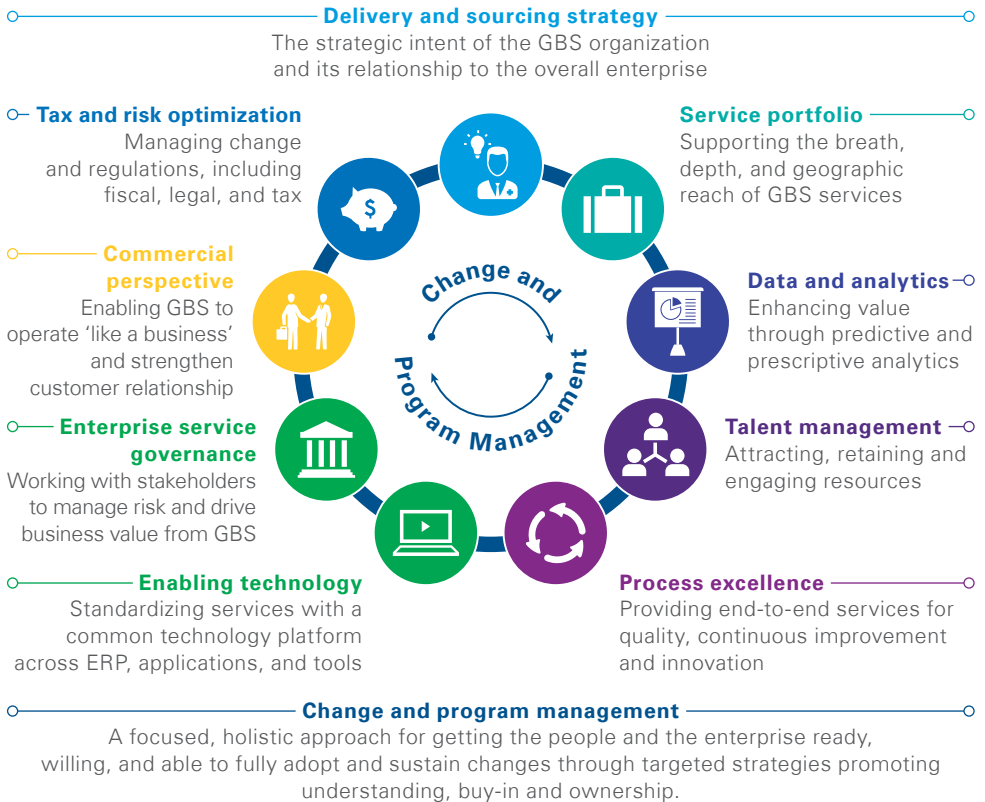 Delivery and sourcing strategy
The strategic intent of the GBS organization
and its relationship to the overall enterprise
Tax and risk optimization
Managing change
and regulations, including
fiscal, legal, and tax
Service portfolio
Supporting the breath,
depth, and geographic
reach of GBS services
$
Commercial
perspective
Enabling GBS to
operate ‘like a business’
and strengthen
customer relationship
Change and
Program Management
Data and analytics
Enhancing value
through predictive and
prescriptive analytics
Enterprise service
governance
Working with stakeholders
to manage risk and drive
business value from GBS
Talent management
Attracting, retaining and
engaging resources
Enabling technology
Standardizing services with a
common technology platform
across ERP, applications, and tools
Process excellence
Providing end-to-end services for
quality, continuous improvement
and innovation
Change and program management
A focused, holistic approach for getting the people and the enterprise ready,
willing, and able to fully adopt and sustain changes through targeted strategies promoting
understanding, buy-in and ownership.